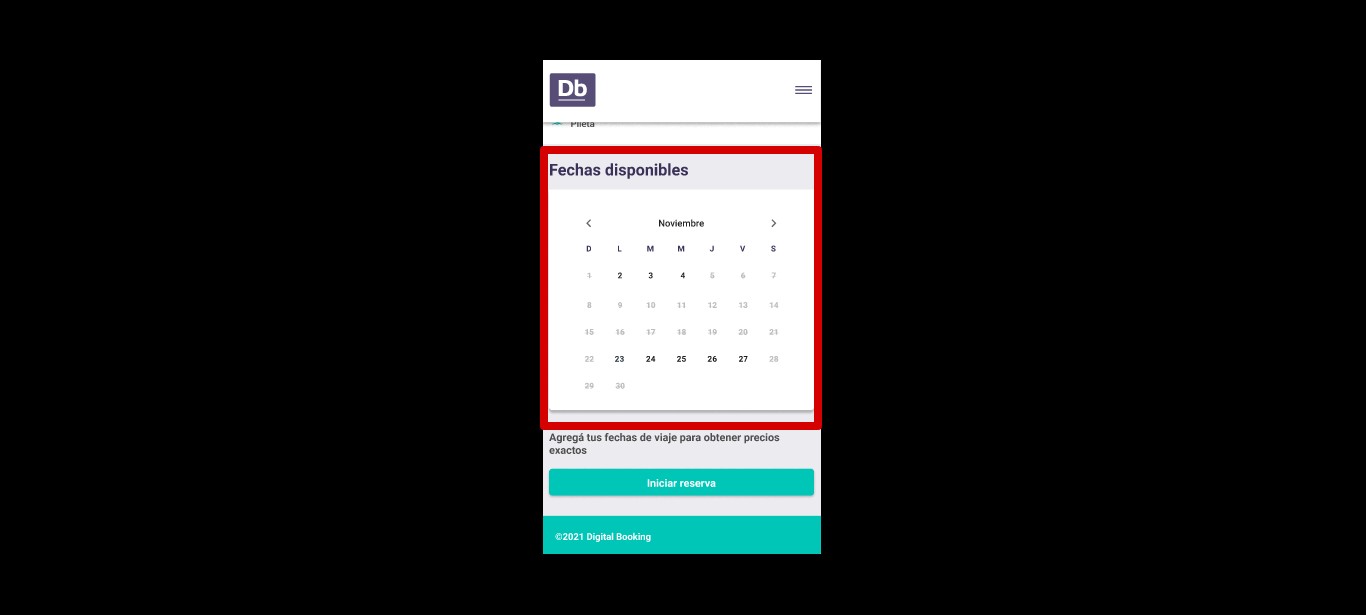 Db
Pileta
Fechas disponibles
Noviembre
D L M M J V S
1 2 3 4 5 6 7
8 9 10 11 12 13 14
15 16 17 18 19 20 21
22 23 24 25 26 27 28
29 30
Agregá tus fechas de viaje para obtener precios
exactos
Iniciar reserva
©2021 Digital Booking